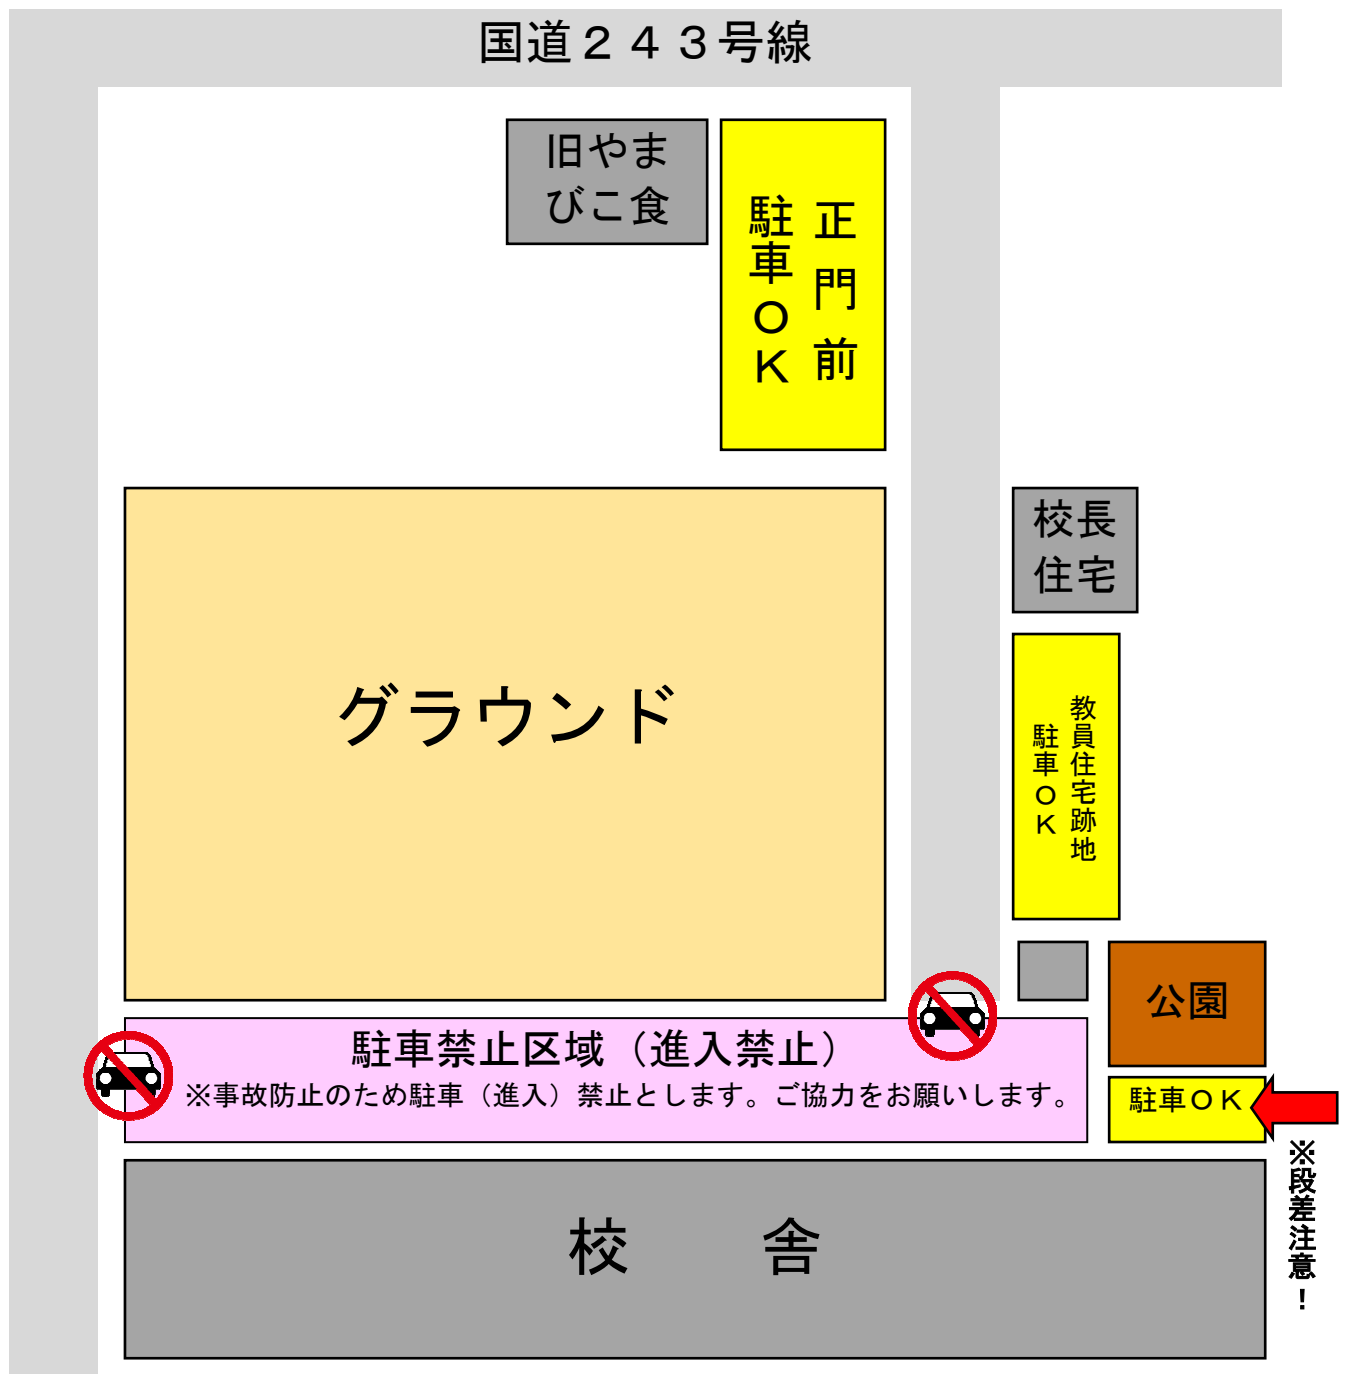 国道２４３号線
旧やま
びこ食
正門前
駐車ＯＫ
校長
住宅
グラウンド
教員住宅跡地
駐車ＯＫ
公園
駐車禁止区域（進入禁止）
※事故防止のため駐車（進入）禁止とします。ご協力をお願いします。
駐車ＯＫ
※段差注意！
校　　舎